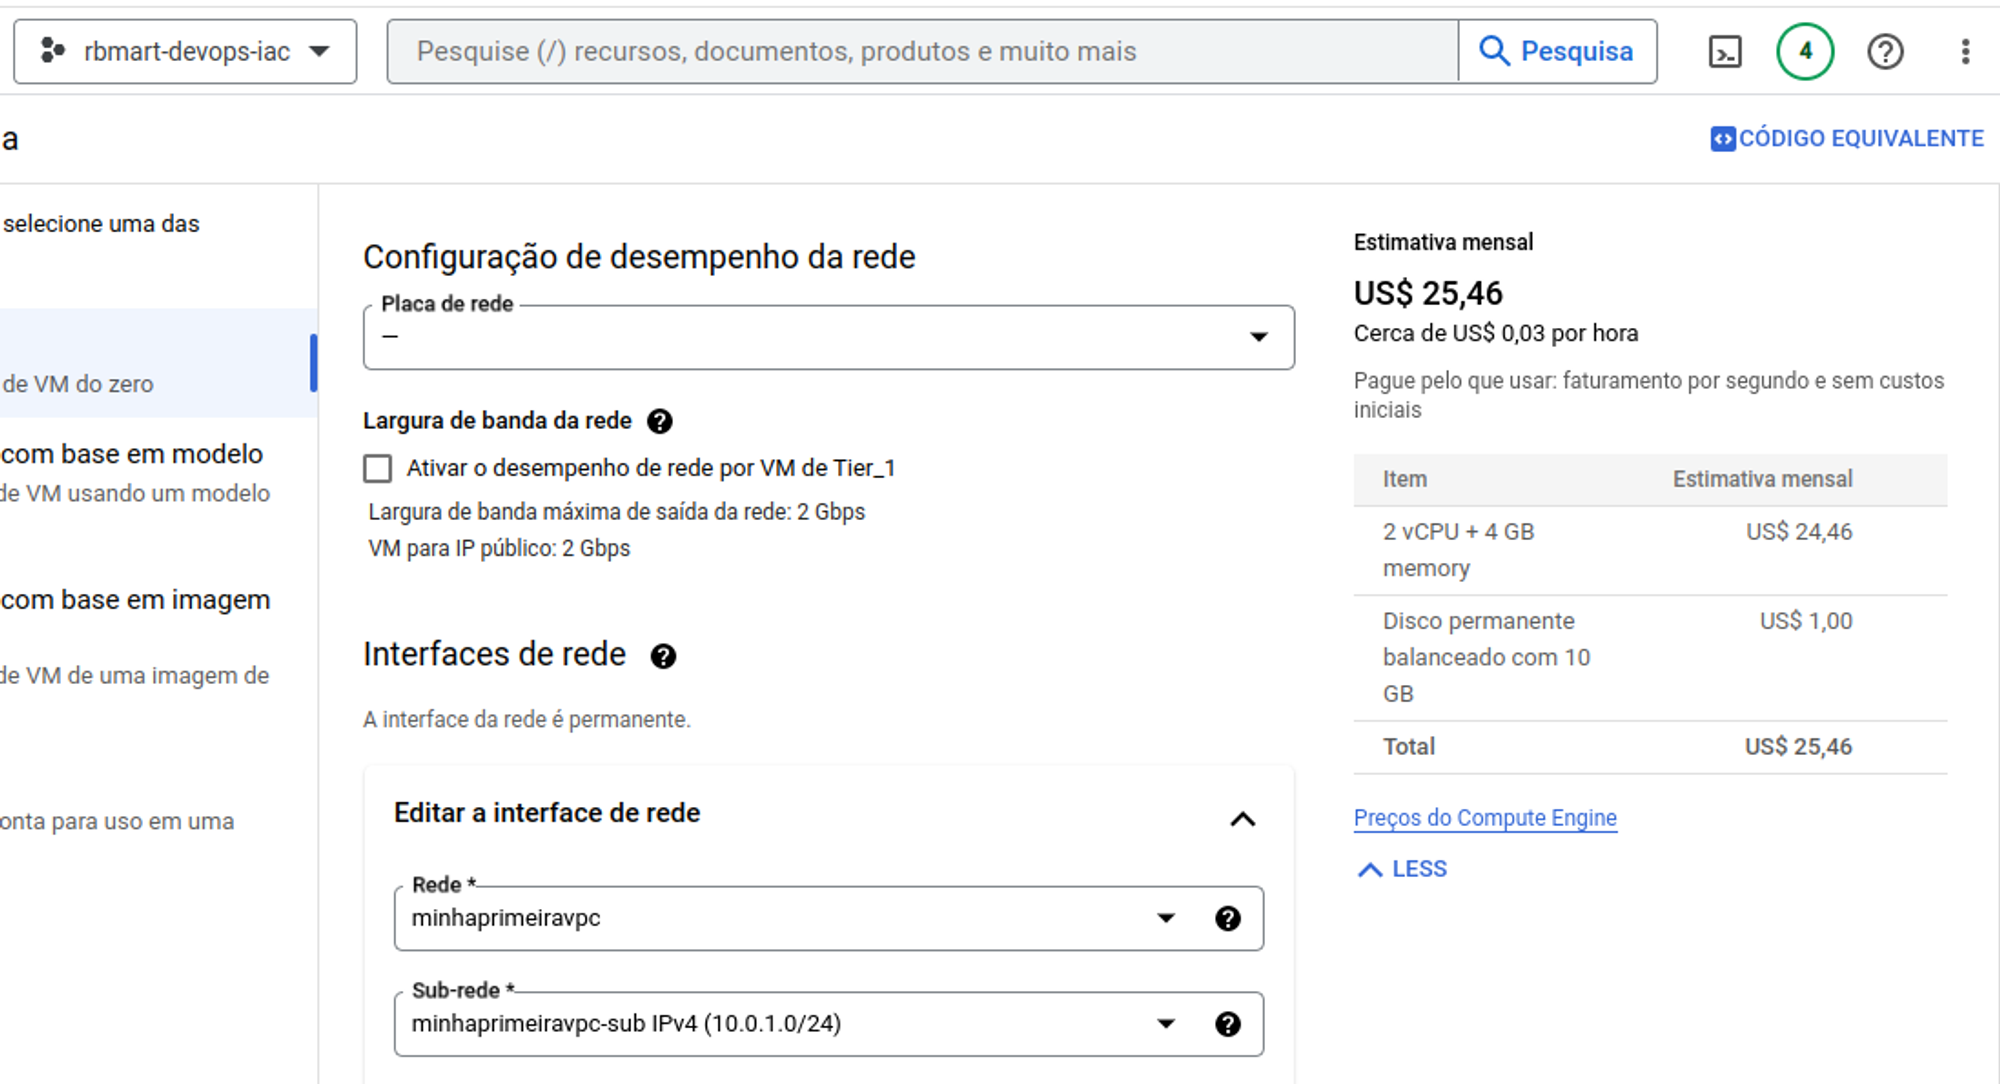 rbmart-devops-iac
Pesquise (/) recursos, documentos, produtos e muito mais
Pesquisa
4
a
CÓDIGO EQUIVALENTE
selecione uma das
de VM do zero
com base em modelo
de VM usando um modelo
com base em imagem
de VM de uma imagem de
onta para uso em uma
Configuração de desempenho da rede
Placa de rede
–
Largura de banda da rede
Ativar o desempenho de rede por VM de Tier_1
Largura de banda máxima de saída da rede: 2 Gbps
VM para IP público: 2 Gbps
Interfaces de rede
A interface da rede é permanente.
Editar a interface de rede
Rede *
minhaprimeiravpc
Sub-rede *
minhaprimeiravpc-sub IPv4 (10.0.1.0/24)
Estimativa mensal
US$ 25,46
Cerca de US$ 0,03 por hora
Pague pelo que usar: faturamento por segundo e sem custos
iniciais
Item Estimativa mensal
2 vCPU + 4 GB US$ 24,46
memory
Disco permanente US$ 1,00
balanceado com 10
GB
Total US$ 25,46
Preços do Compute Engine
LESS